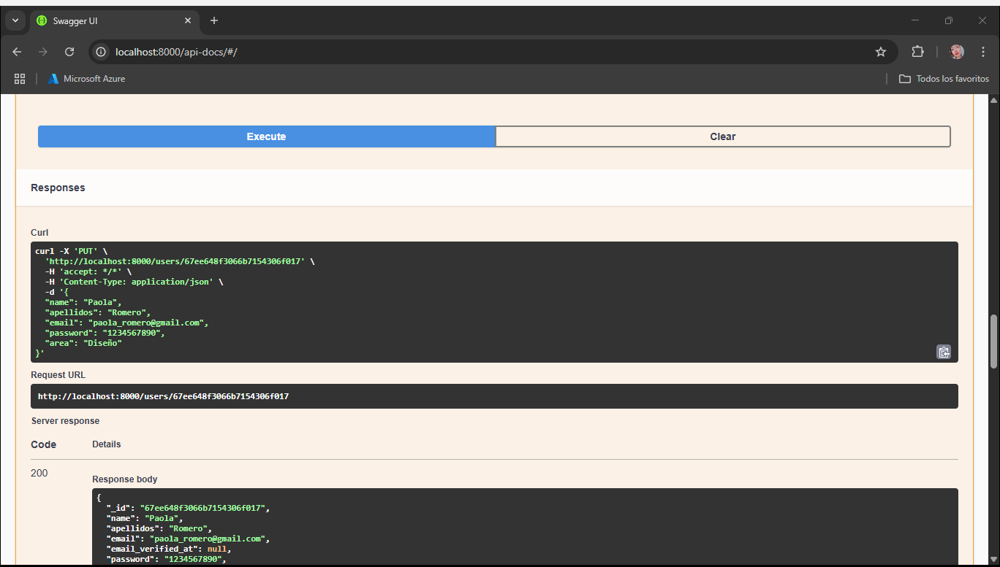 Swagger UI
localhost:8000/api-docs/#/
Microsoft Azure
Todos los favoritos
Execute
Clear
Responses
Curl
curl -X 'PUT' \
'http://localhost:8000/users/67ee648f3066b7154306f017' \
-H 'accept: */*' \
-H 'Content-Type: application/json' \
-d '{
"name": "Paola",
"apellidos": "Romero",
"email": "paola_romero@gmail.com",
"password": "1234567890",
"area": "Diseño"
}'
Request URL
http://localhost:8000/users/67ee648f3066b7154306f017
Server response
Code Details
200
Response body
{
"_id": "67ee648f3066b7154306f017",
"name": "Paola",
"apellidos": "Romero",
"email": "paola_romero@gmail.com",
"email_verified_at": null,
"password": "1234567890",